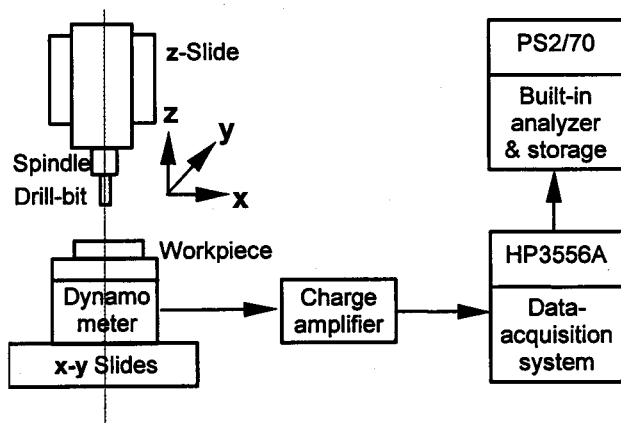 z-Slide
z
y
x
Spindle
Drill-bit
Workpiece
Dynamo
meter
x-y Slides
Charge
amplifier
PS2/70
Built-in
analyzer
& storage
HP3556A
Data-
acquisition
system